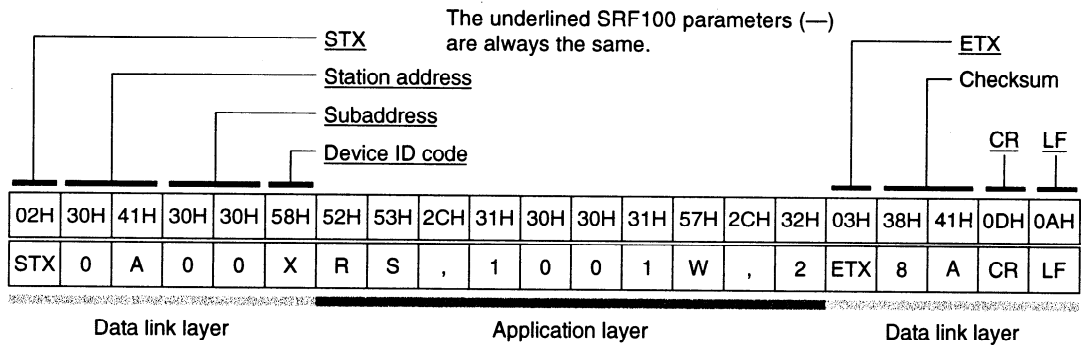 The underlined SRF100 parameters (—)
are always the same.
STX
Station address
Subaddress
Device ID code
ETX
Checksum
CR LF
02H 30H 41H 30H 30H 58H 52H 53H 2CH 31H 30H 30H 31H 57H 2CH 32H 03H 38H 41H 0DH 0AH
STX 0 A 0 0 X R S , 1 0 0 1 W , 2 ETX 8 A CR LF
Data link layer Application layer Data link layer